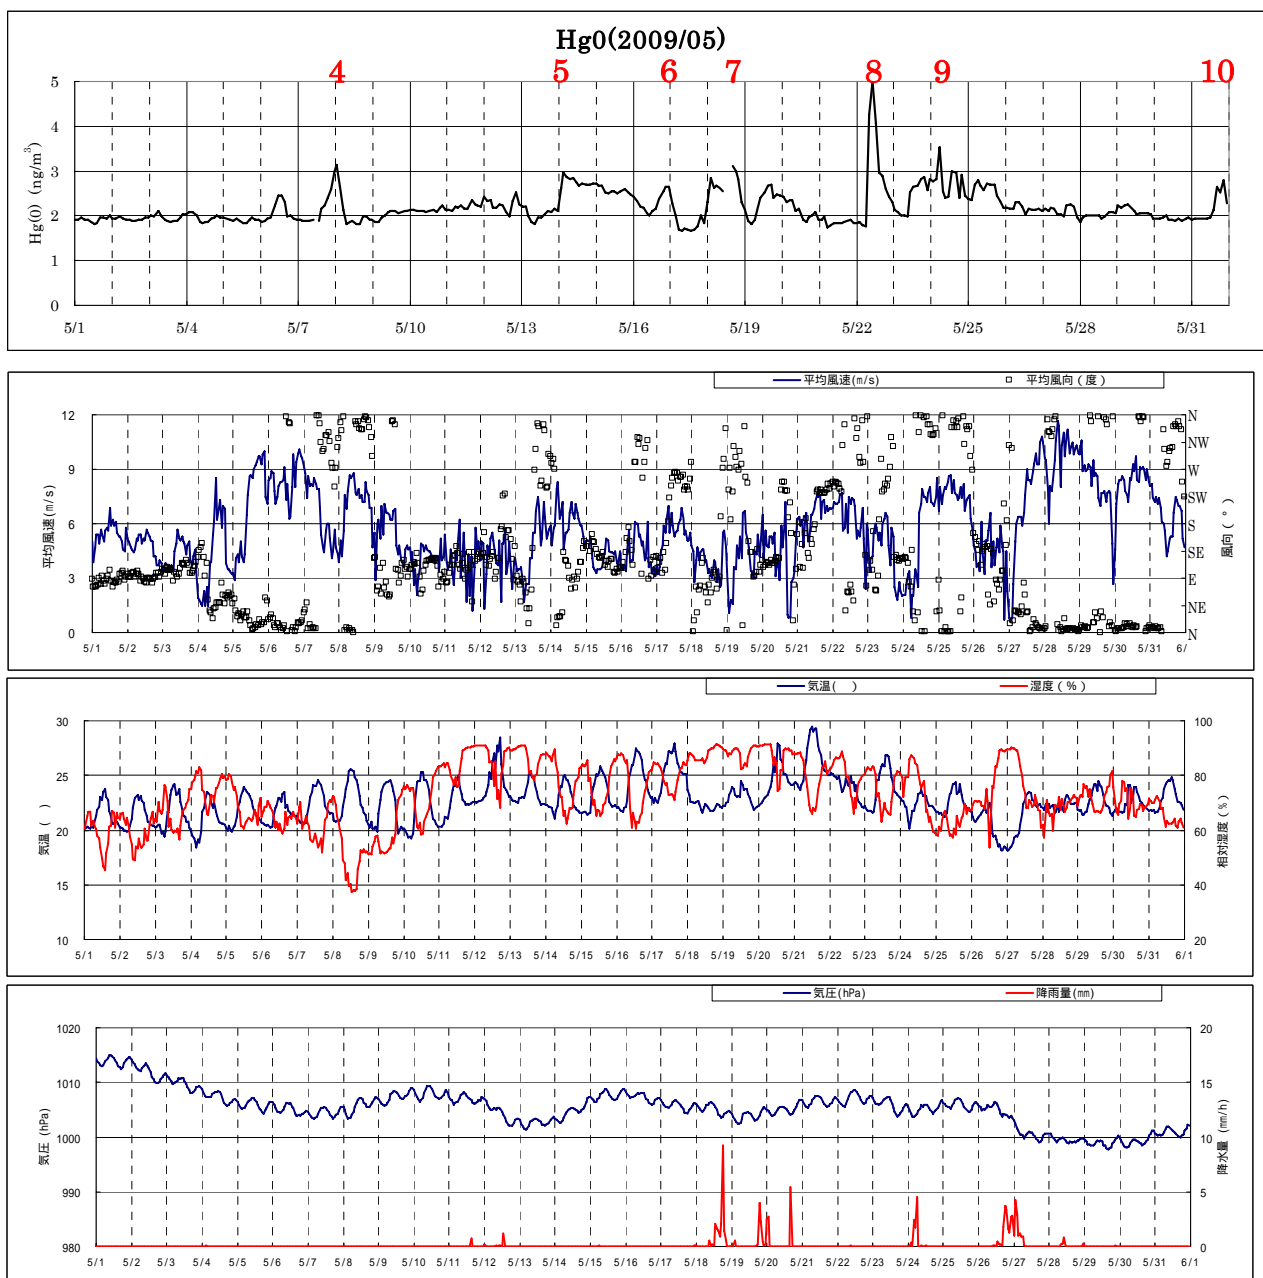 Hg0(2009/05)
4 5 6 7 8 9 10
Hg(0) (ng/m³)
5
4
3
2
1
0
5/1 5/4 5/7 5/10 5/13 5/16 5/19 5/22 5/25 5/28 5/31
平均風速(m/s) 平均風向(度)
平均風速(m/s)
12
9
6
3
0
N
NW
W
SW
S
SE
E
NE
N
風向(°)
5/1 5/2 5/3 5/4 5/5 5/6 5/7 5/8 5/9 5/10 5/11 5/12 5/13 5/14 5/15 5/16 5/17 5/18 5/19 5/20 5/21 5/22 5/23 5/24 5/25 5/26 5/27 5/28 5/29 5/30 5/31 6/
気温( ) 湿度(%)
気温( )
30
25
20
15
10
100
80
60
40
20
相対湿度(%)
5/1 5/2 5/3 5/4 5/5 5/6 5/7 5/8 5/9 5/10 5/11 5/12 5/13 5/14 5/15 5/16 5/17 5/18 5/19 5/20 5/21 5/22 5/23 5/24 5/25 5/26 5/27 5/28 5/29 5/30 5/31 6/1
気圧(hPa) 降雨量(mm)
気圧(hPa)
1020
1010
1000
990
980
20
15
10
5
0
降水量(mm/h)
5/1 5/2 5/3 5/4 5/5 5/6 5/7 5/8 5/9 5/10 5/11 5/12 5/13 5/14 5/15 5/16 5/17 5/18 5/19 5/20 5/21 5/22 5/23 5/24 5/25 5/26 5/27 5/28 5/29 5/30 5/31 6/1